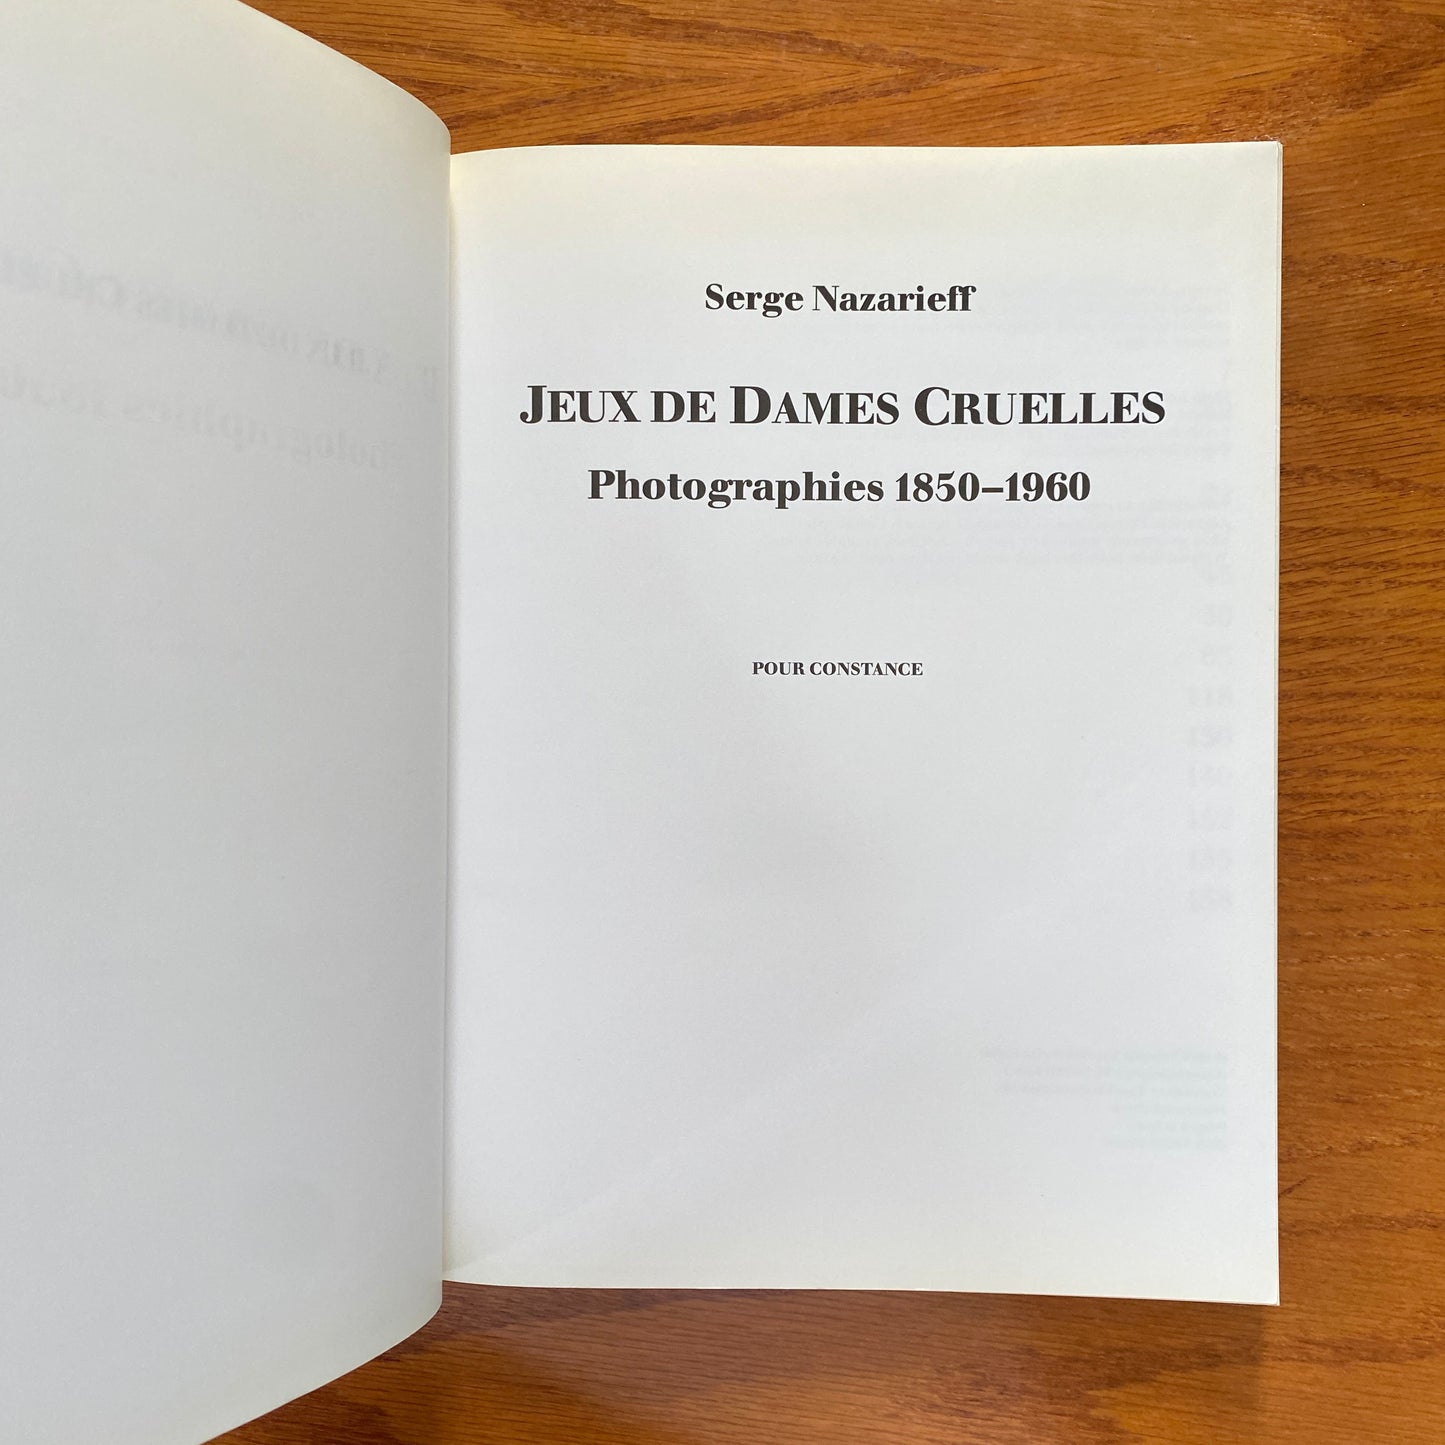 Serge Nazarieff
JEUX DE DAMES CRUELLES
Photographies 1850–1960
POUR CONSTANCE